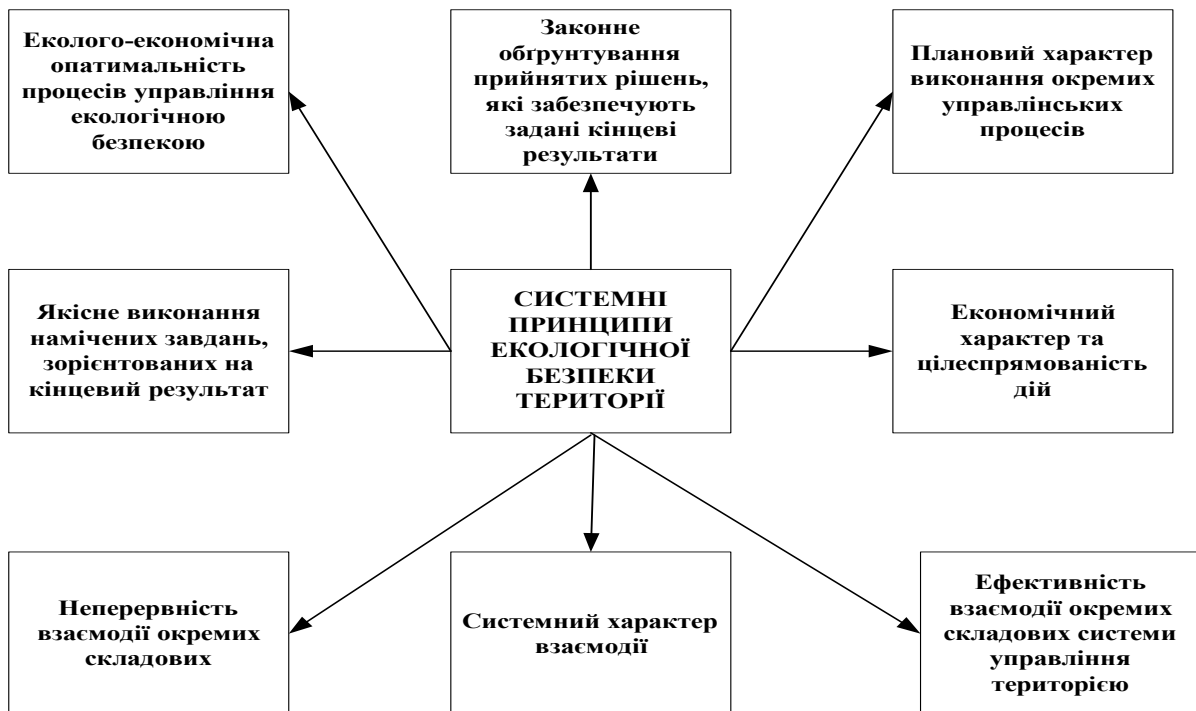 Еколого-економічна
опатимальність
процесів управління
екологічною
безпекою
Законне
обґрунтування
прийнятих рішень,
які забезпечують
задані кінцеві
результати
Плановий характер
виконання окремих
управлінських
процесів
Якісне виконання
намічених завдань,
зорієнтованих на
кінцевий результат
СИСТЕМНІ
ПРИНЦИПИ
ЕКОЛОГІЧНОЇ
БЕЗПЕКИ
ТЕРИТОРІЇ
Економічний
характер та
цілеспрямованість
дій
Неперервність
взаємодії окремих
складових
Системний характер
взаємодії
Ефективність
взаємодії окремих
складових системи
управління
територією